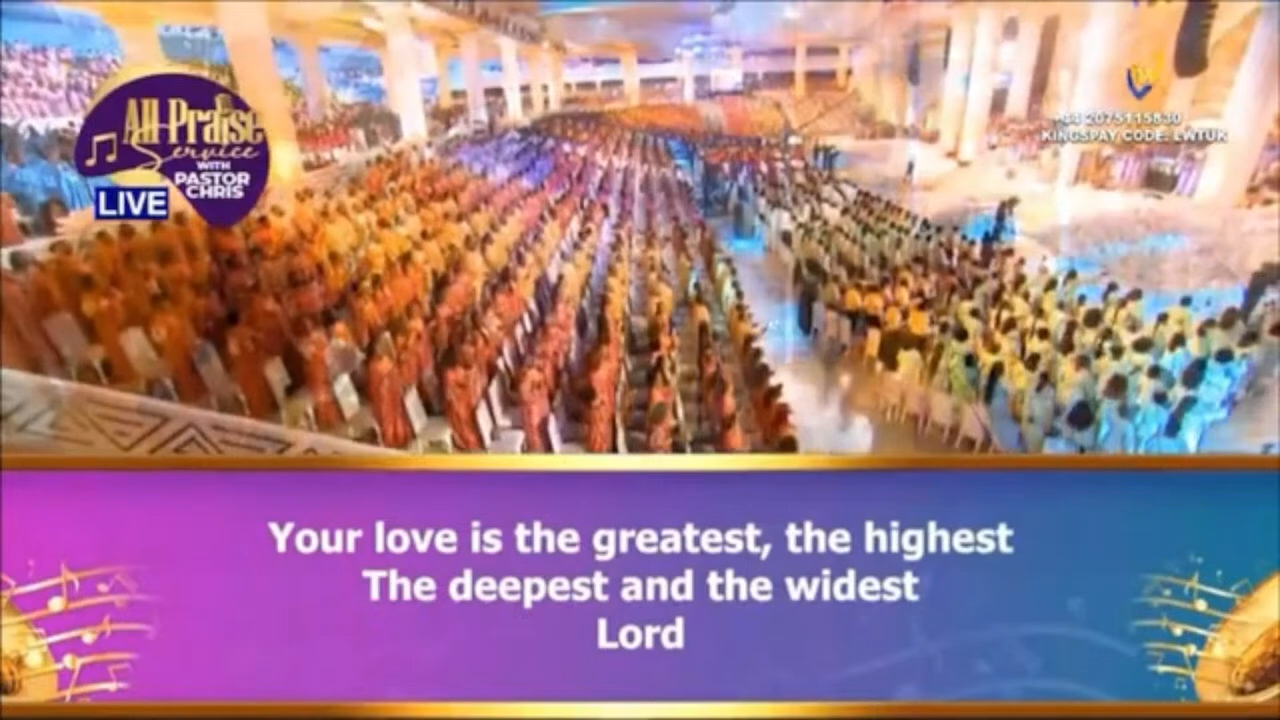 All Praise
Service
WITH
PASTOR
CHRIS
LIVE
+44 2075115830
KINGSPAY CODE: LWTUK
Your love is the greatest, the highest
The deepest and the widest
Lord